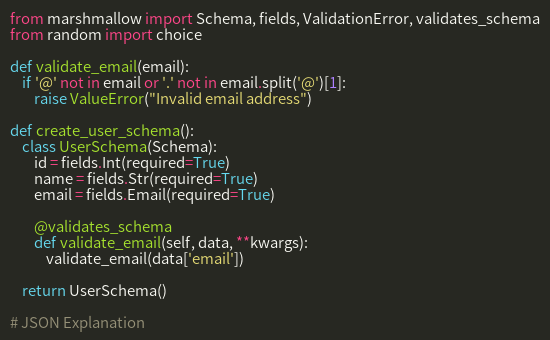 from marshmallow import Schema, fields, ValidationError, validates_schema
from random import choice
def validate_email(email):
if '@' not in email or '.' not in email.split('@')[1]:
raise ValueError("Invalid email address")
def create_user_schema():
class UserSchema(Schema):
id = fields.Int(required=True)
name = fields.Str(required=True)
email = fields.Email(required=True)
@validates_schema
def validate_email(self, data, **kwargs):
validate_email(data['email'])
return UserSchema()
# JSON Explanation